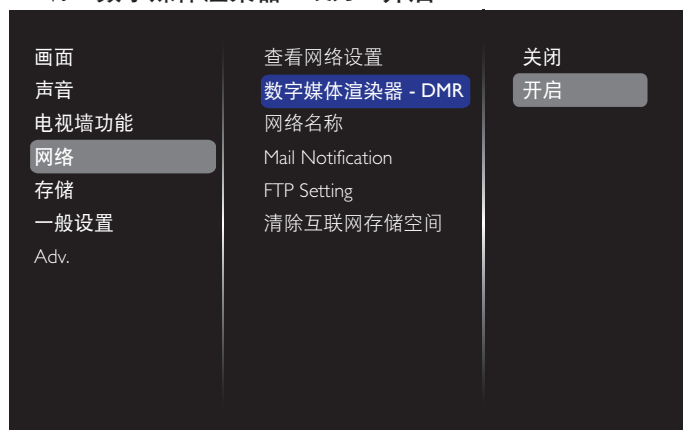 画面
声音
电视墙功能
网络
存储
一般设置
Adv.
查看网络设置
数字媒体渲染器 - DMR
网络名称
Mail Notification
FTP Setting
清除互联网存储空间
关闭
开启